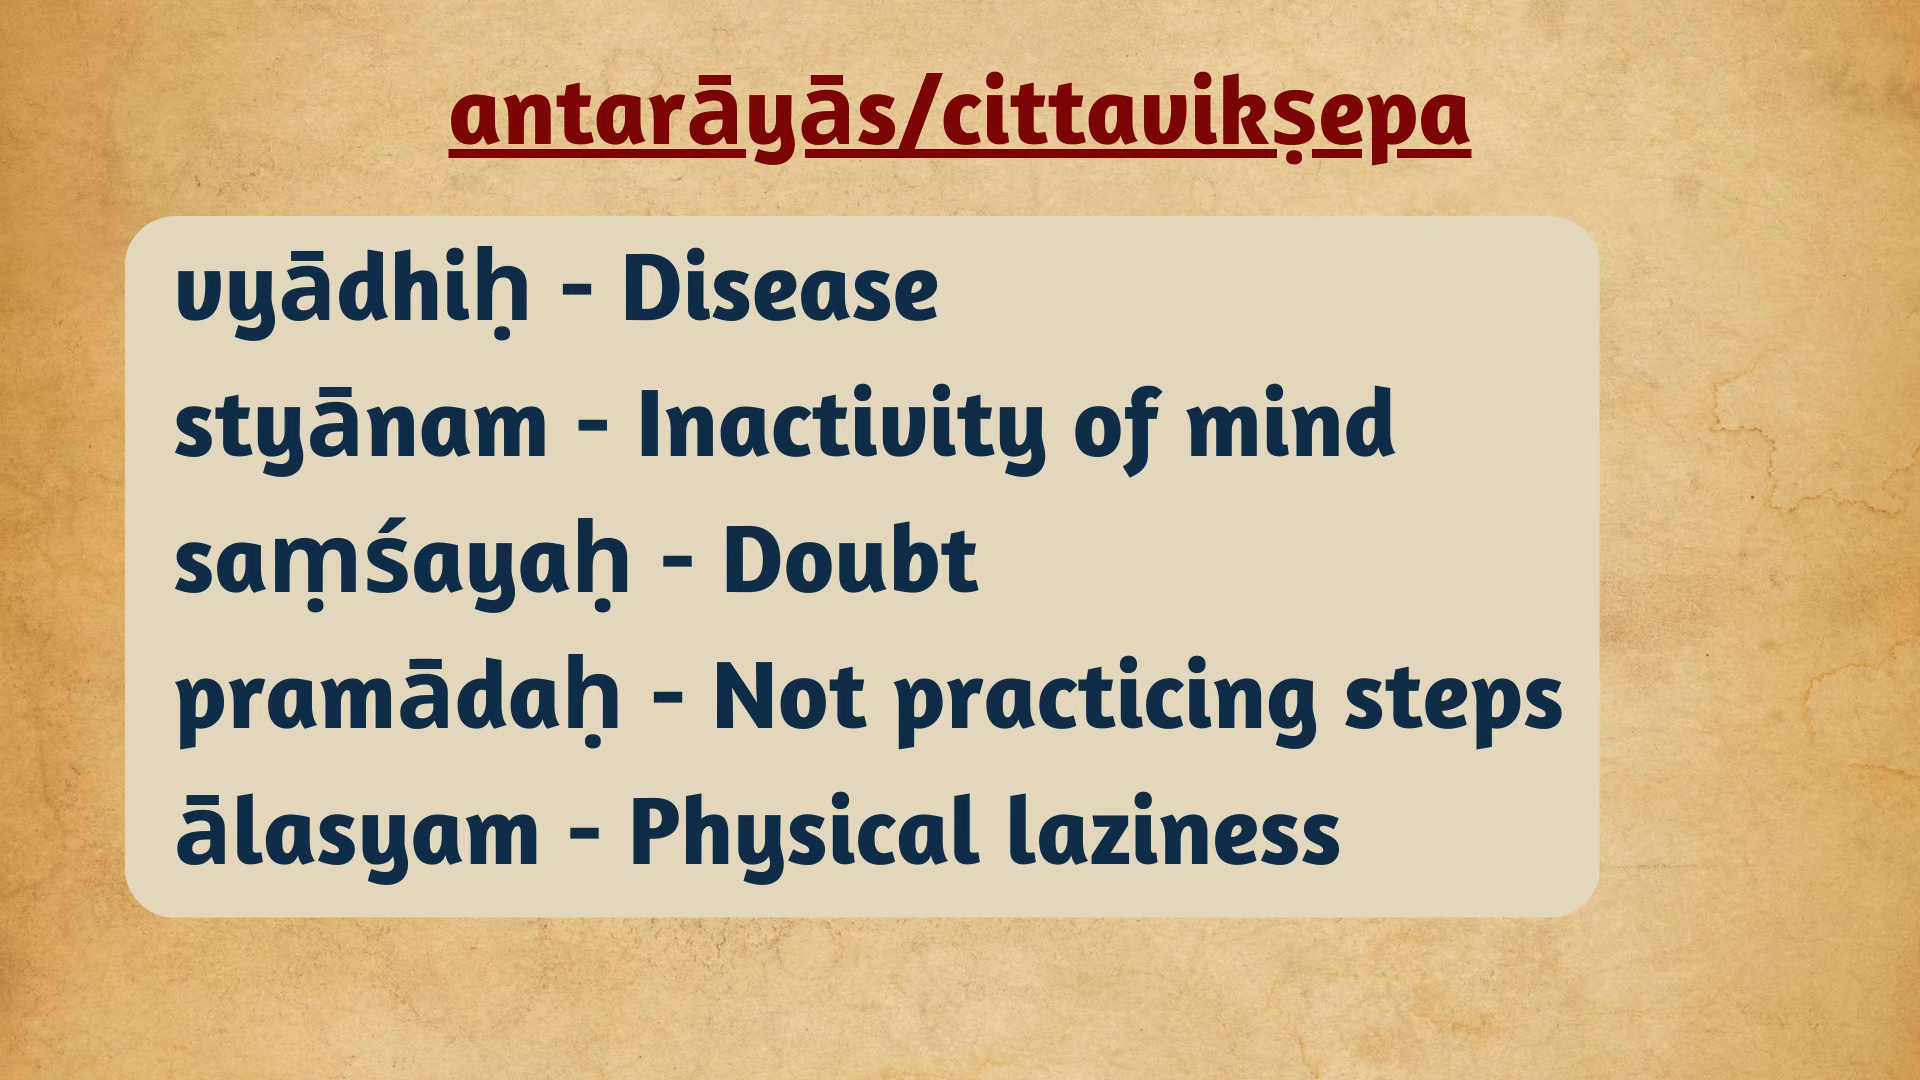 antarāyās/cittavikṣepa
vyādhiḥ - Disease
styānam - Inactivity of mind
saṃśayaḥ - Doubt
pramādaḥ - Not practicing steps
ālasyam - Physical laziness